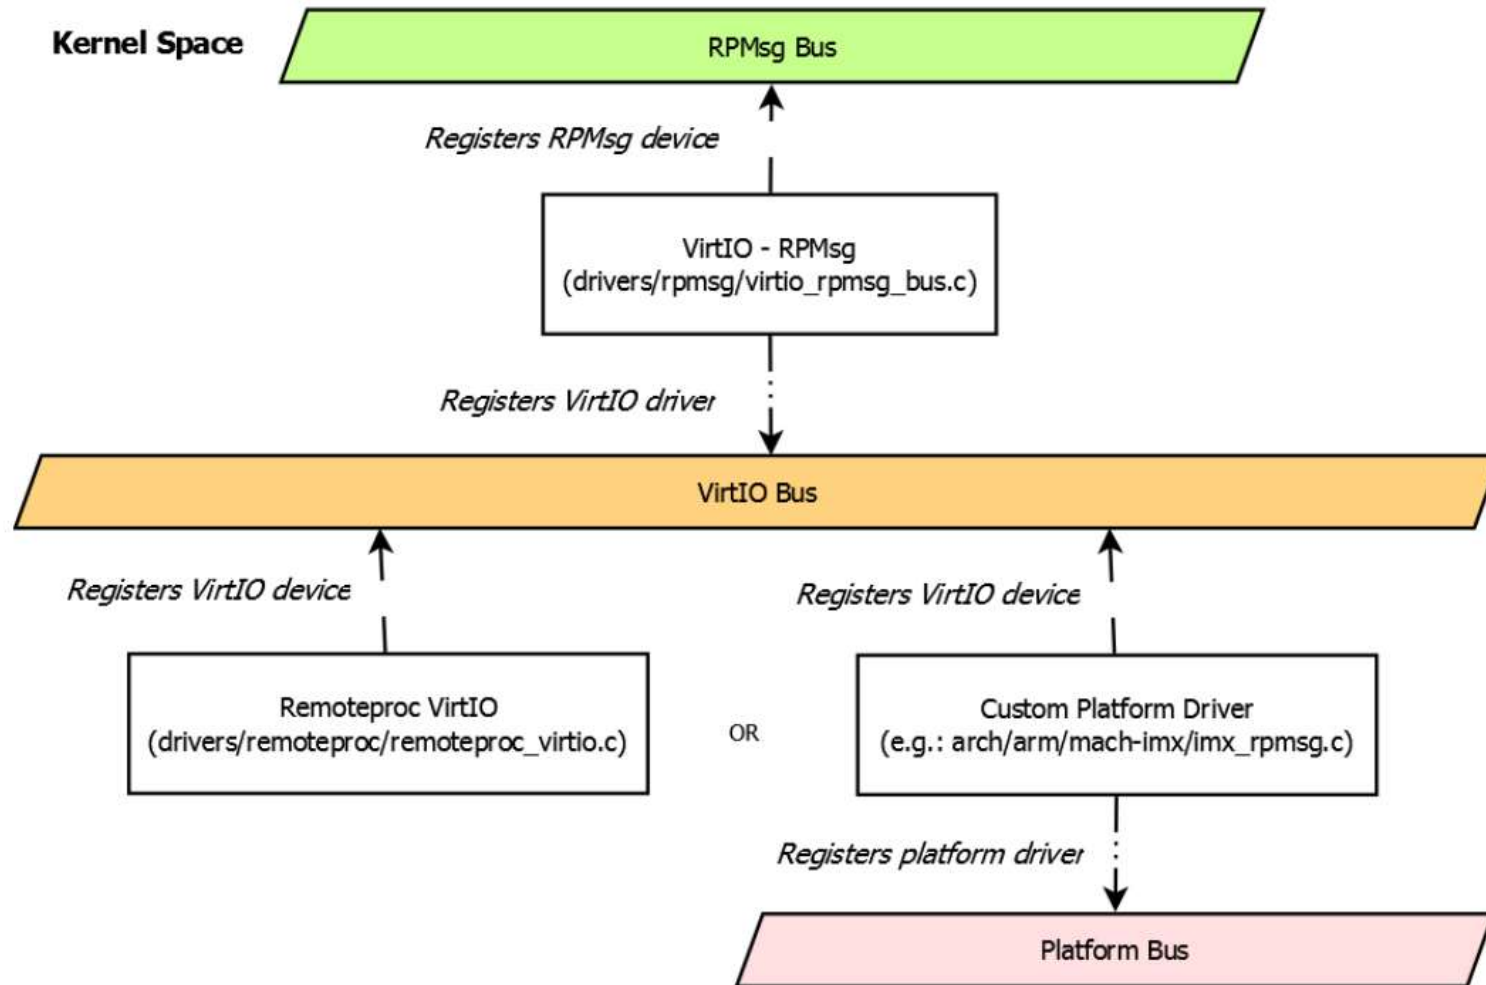 Kernel Space
RPMsg Bus
Registers RPMsg device
VirtIO - RPMsg
(drivers/rpmsg/virtio_rpmsg_bus.c)
Registers VirtIO driver
VirtIO Bus
Registers VirtIO device
Registers VirtIO device
Remoteproc VirtIO
(drivers/remoteproc/remoteproc_virtio.c)
OR
Custom Platform Driver
(e.g.: arch/arm/mach-imx/imx_rpmsg.c)
Registers platform driver
Platform Bus